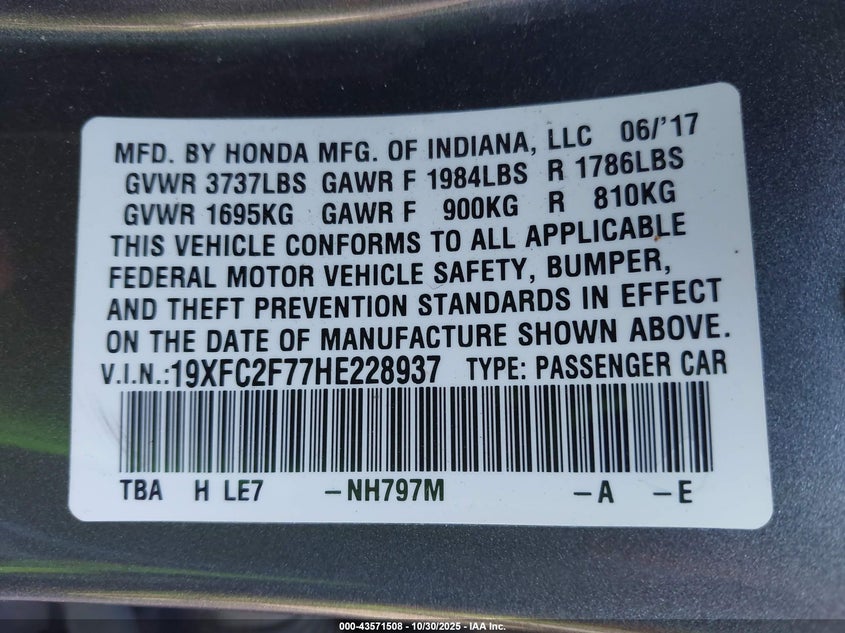 MFD. BY HONDA MFG. OF INDIANA, LLC 06/'17
GVWR 3737LBS GAWR F 1984LBS R 1786LBS
GVWR 1695KG GAWR F 900KG R 810KG
THIS VEHICLE CONFORMS TO ALL APPLICABLE
FEDERAL MOTOR VEHICLE SAFETY, BUMPER,
AND THEFT PREVENTION STANDARDS IN EFFECT
ON THE DATE OF MANUFACTURE SHOWN ABOVE.
V.I.N.:19XFC2F77HE228937 TYPE: PASSENGER CAR
TBA H LE7 –NH797M –A –E
000-43571508 - 10/30/2025 - IAA Inc.